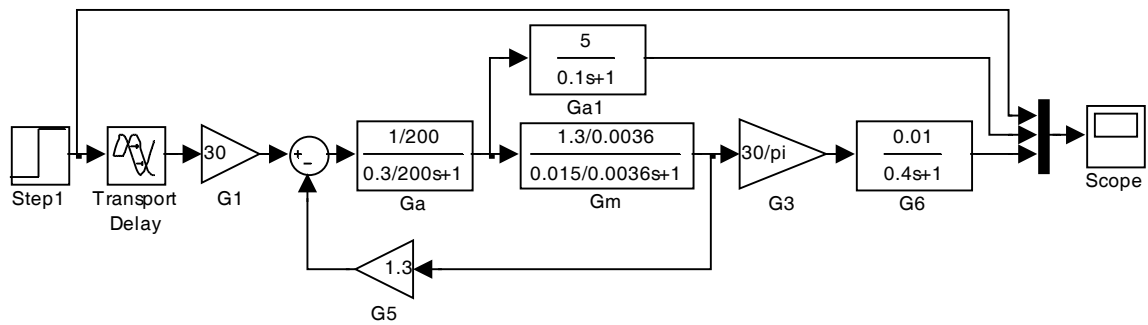 5
0.1s+1
Ga1
Step1
Transport
Delay
30
G1
+
−
1/200
0.3/200s+1
Ga
1.3/0.0036
0.015/0.0036s+1
Gm
30/pi
G3
0.01
0.4s+1
G6
Scope
1.3
G5